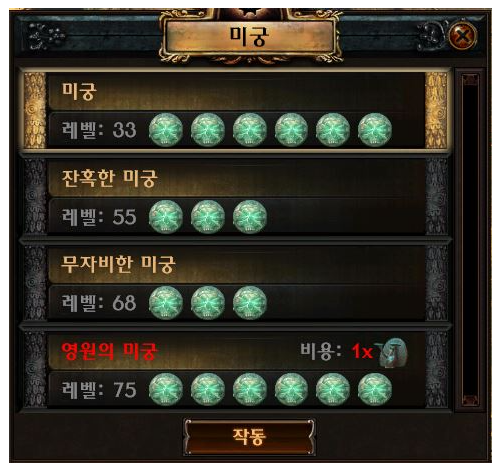 미궁
미궁
레벨: 33
잔혹한 미궁
레벨: 55
무자비한 미궁
레벨: 68
영원의 미궁 비용: 1x
레벨: 75
작동